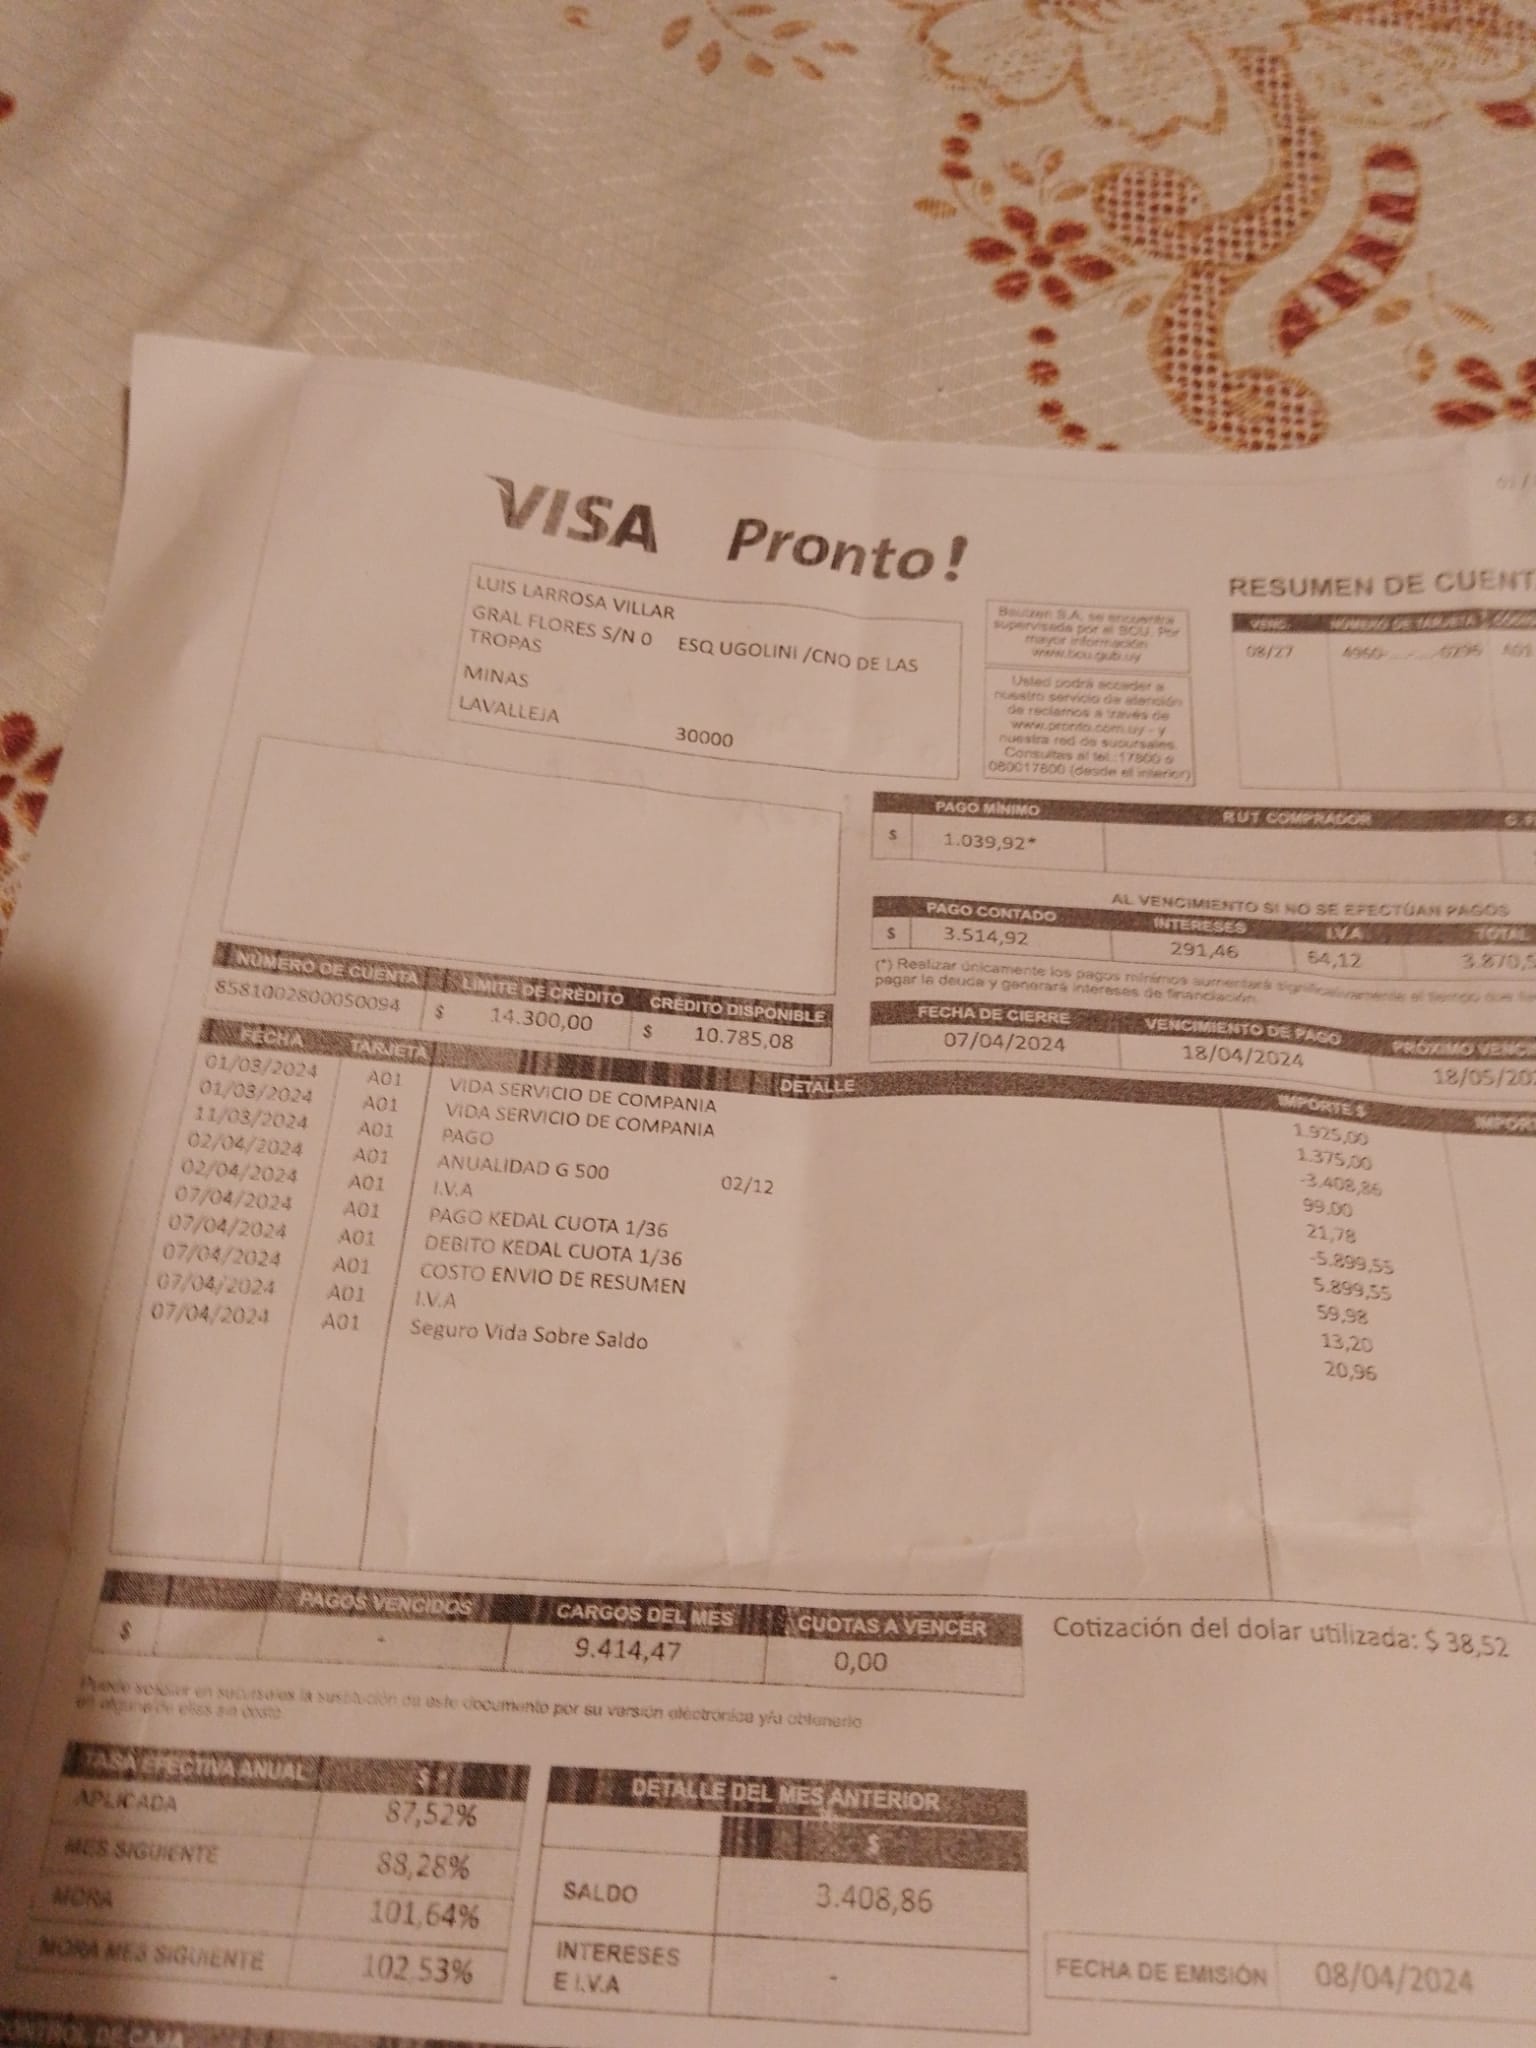 VISA Pronto!
RESUMEN DE CUENT
LUIS LARROSA VILLAR
GRAL FLORES S/N 0 ESQ UGOLINI /CNO DE LAS
TROPAS
MINAS
LAVALLEJA
30000
Bautzen S.A. se encuentra
supervisada por el BCU. Por
mayor información
www.bcu.gub.uy
Usted podrá acceder a
nuestro servicio de atención
de reclamos a través de
www.pronto.com.uy - y
nuestra red de sucursales.
Consultas al tel.:17800 o
080017800 (desde el interior)
VENC. NÚMERO DE TARJETA
08/27 0296 A01
PAGO MÍNIMO RUT COMPRADOR
$ 1.039,92*
AL VENCIMIENTO SI NO SE EFECTÚAN PAGOS
PAGO CONTADO INTERESES I.V.A TOTAL
$ 3.514,92 291,46 64,12 3.870,5
(*) Realizar únicamente los pagos mínimos aumentará significativamente el tiempo que
pagar la deuda y generará intereses de financiación.
NÚMERO DE CUENTA LÍMITE DE CRÉDITO CRÉDITO DISPONIBLE
8581002800050094 $ 14.300,00 $ 10.785,08
FECHA DE CIERRE VENCIMIENTO DE PAGO PRÓXIMO VENC
07/04/2024 18/04/2024 18/05/202
FECHA TARJETA DETALLE IMPORTE $ IMPOR
01/03/2024 A01 VIDA SERVICIO DE COMPANIA 1.925,00
01/03/2024 A01 VIDA SERVICIO DE COMPANIA 1.375,00
11/03/2024 A01 PAGO -3.408,86
02/04/2024 A01 ANUALIDAD G 500 02/12 99,00
02/04/2024 A01 I.V.A 21,78
07/04/2024 A01 PAGO KEDAL CUOTA 1/36 -5.899,55
07/04/2024 A01 DEBITO KEDAL CUOTA 1/36 5.899,55
07/04/2024 A01 COSTO ENVIO DE RESUMEN 59,98
07/04/2024 A01 I.V.A 13,20
07/04/2024 A01 Seguro Vida Sobre Saldo 20,96
PAGOS VENCIDOS CARGOS DEL MES CUOTAS A VENCER
$ - 9.414,47 0,00
Cotización del dolar utilizada: $ 38,52
Puede solicitar en sucursales la sustitución de este documento por su versión electrónica y/u obtenerlo
en alguna de ellas sin costo
TASA EFECTIVA ANUAL $ *
APLICADA 87,52%
MES SIGUIENTE 88,28%
MORA 101,64%
MORA MES SIGUIENTE 102,53%
DETALLE DEL MES ANTERIOR
$
SALDO 3.408,86
INTERESES
E I.V.A -
FECHA DE EMISIÓN 08/04/2024
CONTROL DE CAJA